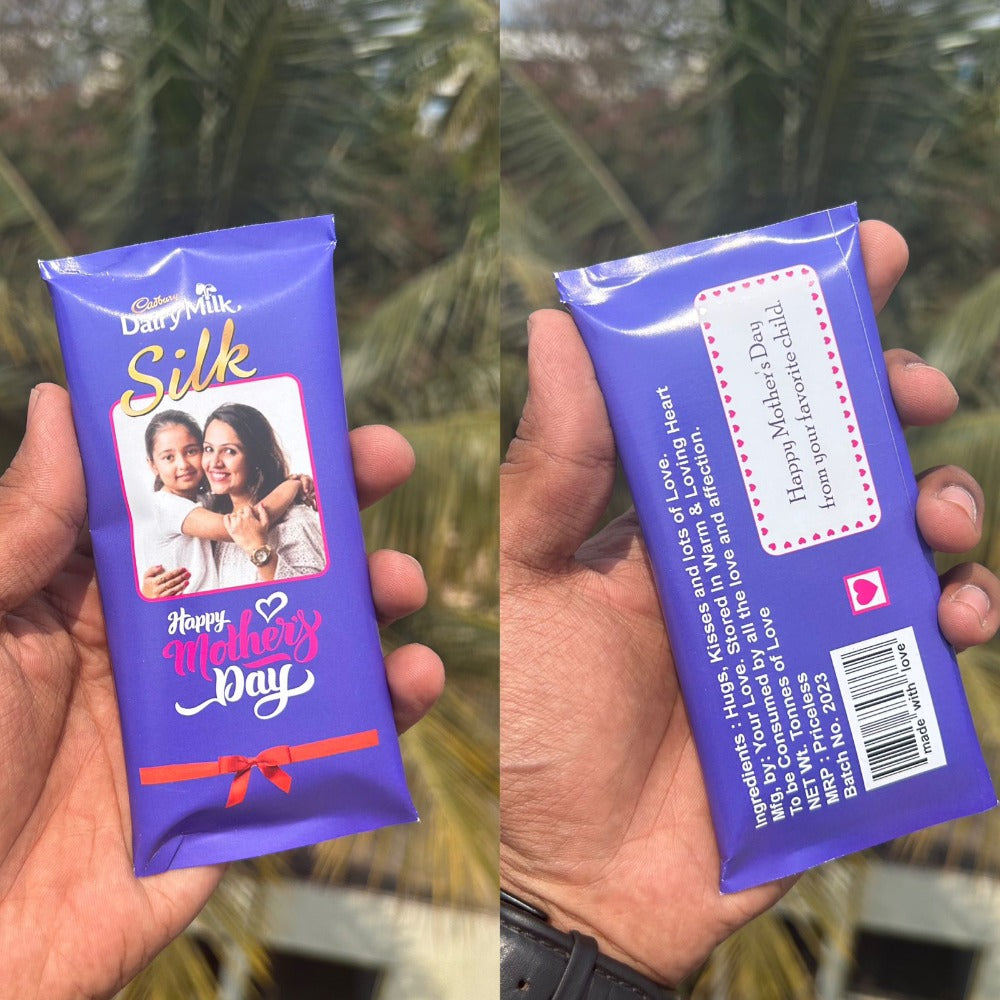 Cadbury
Dairy Milk
Silk
Happy
Mother's
Day
Happy Mother's Day
from your favorite child.
Ingredients : Hugs, Kisses and lots of Love.
Mfg, by: Your Love. Stored In Warm & Loving Heart
To be Consumed by all the love and affection.
NET Wt. Tonnes of Love
MRP : Priceless
Batch No. 2023
made with love